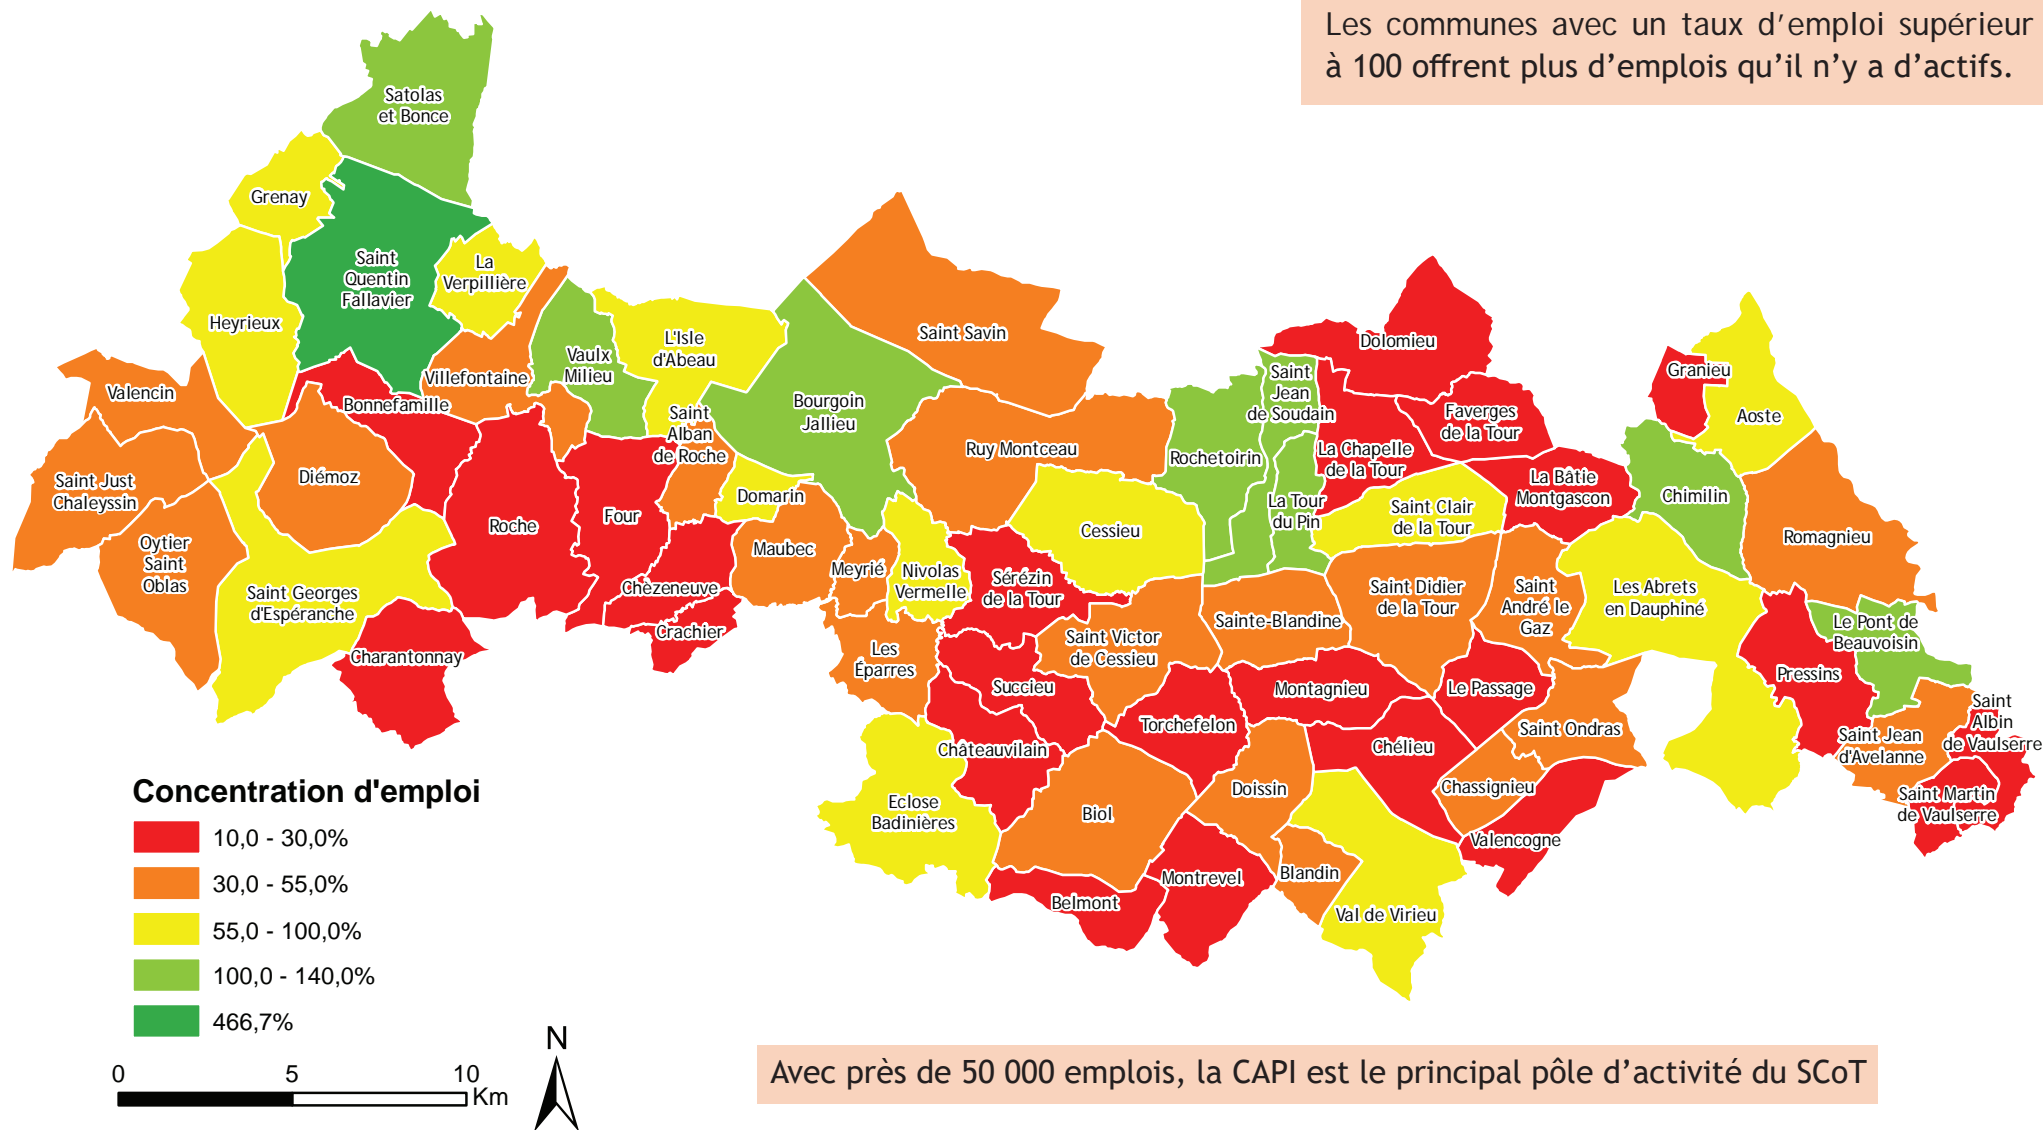 Les communes avec un taux d'emploi supérieur
à 100 offrent plus d'emplois qu'il n'y a d'actifs.
Satolas
et Bonce
Grenay
Saint
Quentin
Fallavier
La
Verpillière
Heyrieux
Valencin
Bonnefamille
Villefontaine
Vaulx
Milieu
L'Isle
d'Abeau
Saint
Alban
de Roche
Bourgoin
Jallieu
Saint Savin
Ruy Montceau
Rochetoirin
Saint
Jean
de Soudain
La Tour
du Pin
Dolomieu
Faverges
de la Tour
La Chapelle
de la Tour
La Bâtie
Montgascon
Saint Clair
de la Tour
Granieu
Aoste
Chimilin
Romagnieu
Saint Just
Chaleyssin
Diémoz
Oytier
Saint
Oblas
Saint Georges
d'Espéranche
Roche
Four
Domarin
Maubec
Meyrié
Nivolas
Vermelle
Cessieu
Sérézin
de la Tour
Chèzeneuve
Crachier
Charantonnay
Les
Éparres
Saint Victor
de Cessieu
Sainte-Blandine
Saint Didier
de la Tour
Saint
André le
Gaz
Les Abrets
en Dauphiné
Le Pont de
Beauvoisin
Pressins
Saint
Albin
de Vaulserre
Saint Jean
d'Avelanne
Saint Martin
de Vaulserre
Succieu
Châteauvilain
Torchefelon
Montagnieu
Le Passage
Chélieu
Saint Ondras
Chassignieu
Valencogne
Doissin
Biol
Eclose
Badinières
Belmont
Montrevel
Blandin
Val de Virieu
Concentration d'emploi
10,0 - 30,0%
30,0 - 55,0%
55,0 - 100,0%
100,0 - 140,0%
466,7%
0 5 10
Km
N
Avec près de 50 000 emplois, la CAPI est le principal pôle d'activité du SCoT